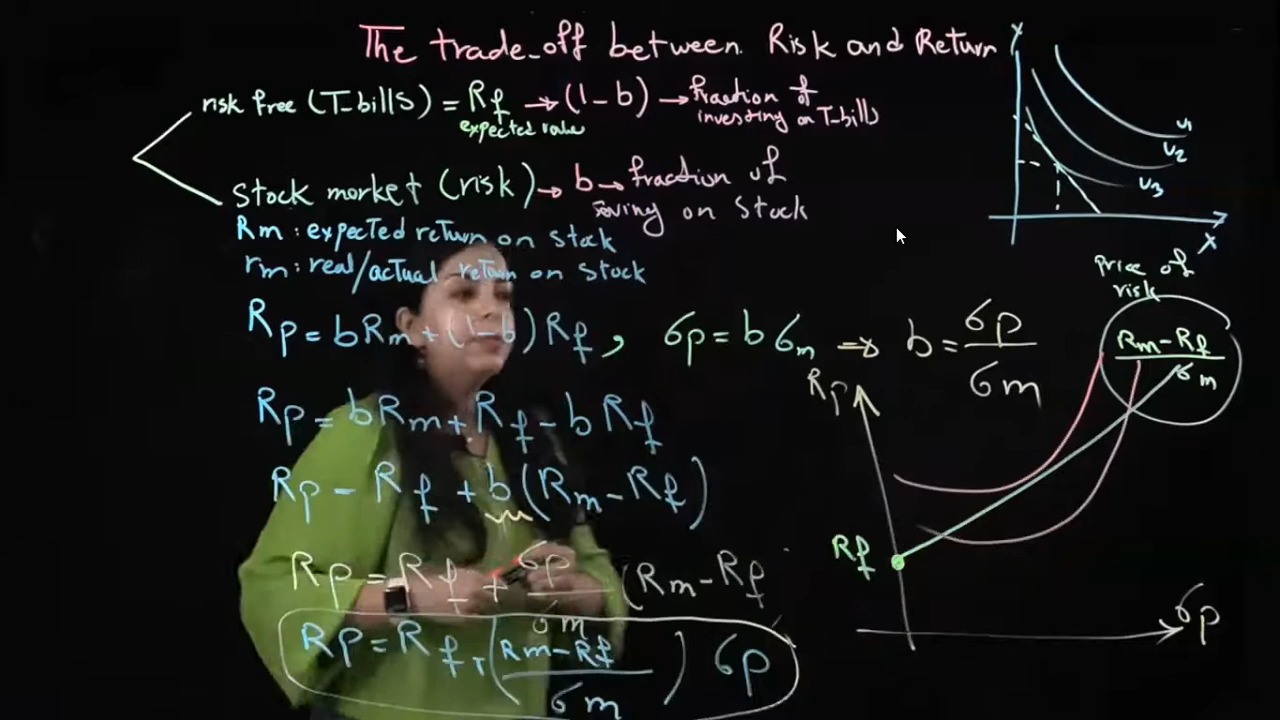 The trade-off between Risk and Return
risk free (T-bills) = Rf → (1-b) → fraction of
expected value
investing on T-bills
Stock market (risk) → b → fraction of
saving on Stock
Rm : expected return on stock
rm : real/actual return on stock
Rp = bRm + (1-b) Rf , σp = b σm → b = σp / σm
Rp = bRm + Rf - bRf
Rp - Rf + b (Rm - Rf)
Rp = Rf + σp / σm (Rm - Rf
Rp = Rf + (Rm - Rf / σm) σp
Y
U1
U2
U3
X
price of
risk
Rm - Rf / σm
Rp
Rf
σp